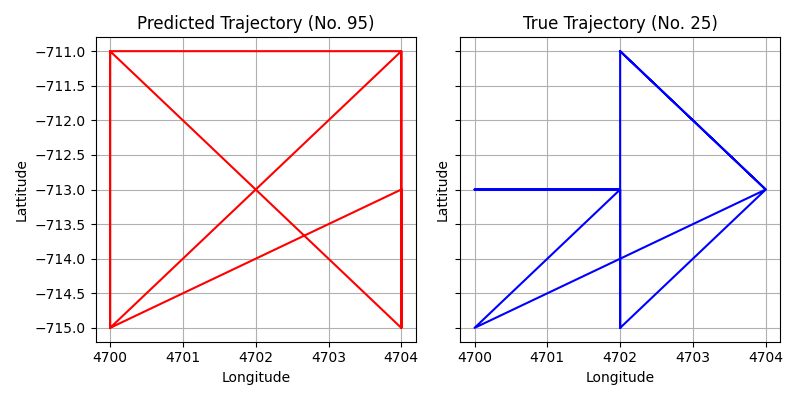 Predicted Trajectory (No. 95)
True Trajectory (No. 25)
−711.0
−711.5
−712.0
−712.5
−713.0
−713.5
−714.0
−714.5
−715.0
Lattitude
Lattitude
4700 4701 4702 4703 4704
4700 4701 4702 4703 4704
Longitude
Longitude